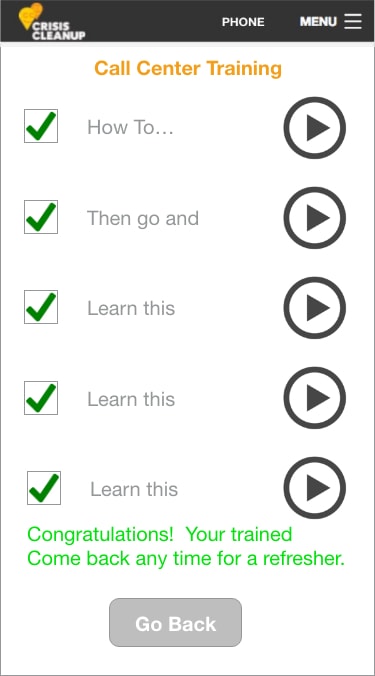 CRISIS
CLEANUP
PHONE
MENU
Call Center Training
How To…
Then go and
Learn this
Learn this
Learn this
Congratulations!  Your trained
Come back any time for a refresher.
Go Back